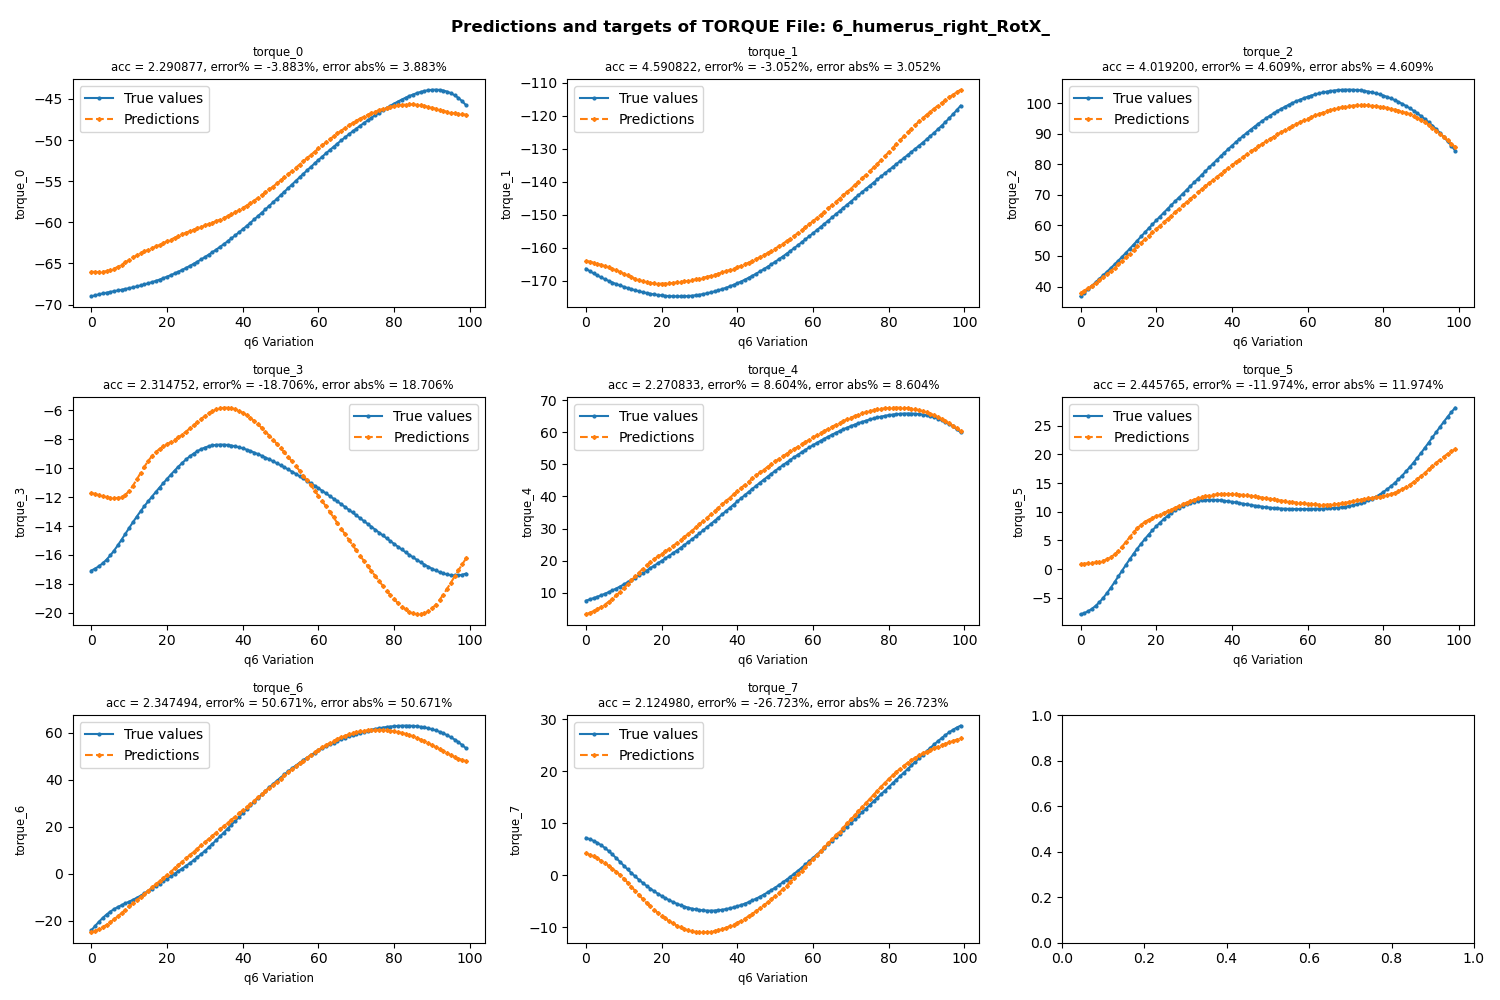 Predictions and targets of TORQUE File: 6_humerus_right_RotX_
torque_0
acc = 2.290877, error% = -3.883%, error abs% = 3.883%
True values
Predictions
torque_0
−45
−50
−55
−60
−65
−70
0 20 40 60 80 100
q6 Variation
torque_1
acc = 4.590822, error% = -3.052%, error abs% = 3.052%
True values
Predictions
torque_1
−110
−120
−130
−140
−150
−160
−170
0 20 40 60 80 100
q6 Variation
torque_2
acc = 4.019200, error% = 4.609%, error abs% = 4.609%
True values
Predictions
torque_2
100
90
80
70
60
50
40
0 20 40 60 80 100
q6 Variation
torque_3
acc = 2.314752, error% = -18.706%, error abs% = 18.706%
True values
Predictions
torque_3
−6
−8
−10
−12
−14
−16
−18
−20
0 20 40 60 80 100
q6 Variation
torque_4
acc = 2.270833, error% = 8.604%, error abs% = 8.604%
True values
Predictions
torque_4
70
60
50
40
30
20
10
0 20 40 60 80 100
q6 Variation
torque_5
acc = 2.445765, error% = -11.974%, error abs% = 11.974%
True values
Predictions
torque_5
25
20
15
10
5
0
−5
0 20 40 60 80 100
q6 Variation
torque_6
acc = 2.347494, error% = 50.671%, error abs% = 50.671%
True values
Predictions
torque_6
60
40
20
0
−20
0 20 40 60 80 100
q6 Variation
torque_7
acc = 2.124980, error% = -26.723%, error abs% = 26.723%
True values
Predictions
torque_7
30
20
10
0
−10
0 20 40 60 80 100
q6 Variation
1.0
0.8
0.6
0.4
0.2
0.0
0.0 0.2 0.4 0.6 0.8 1.0